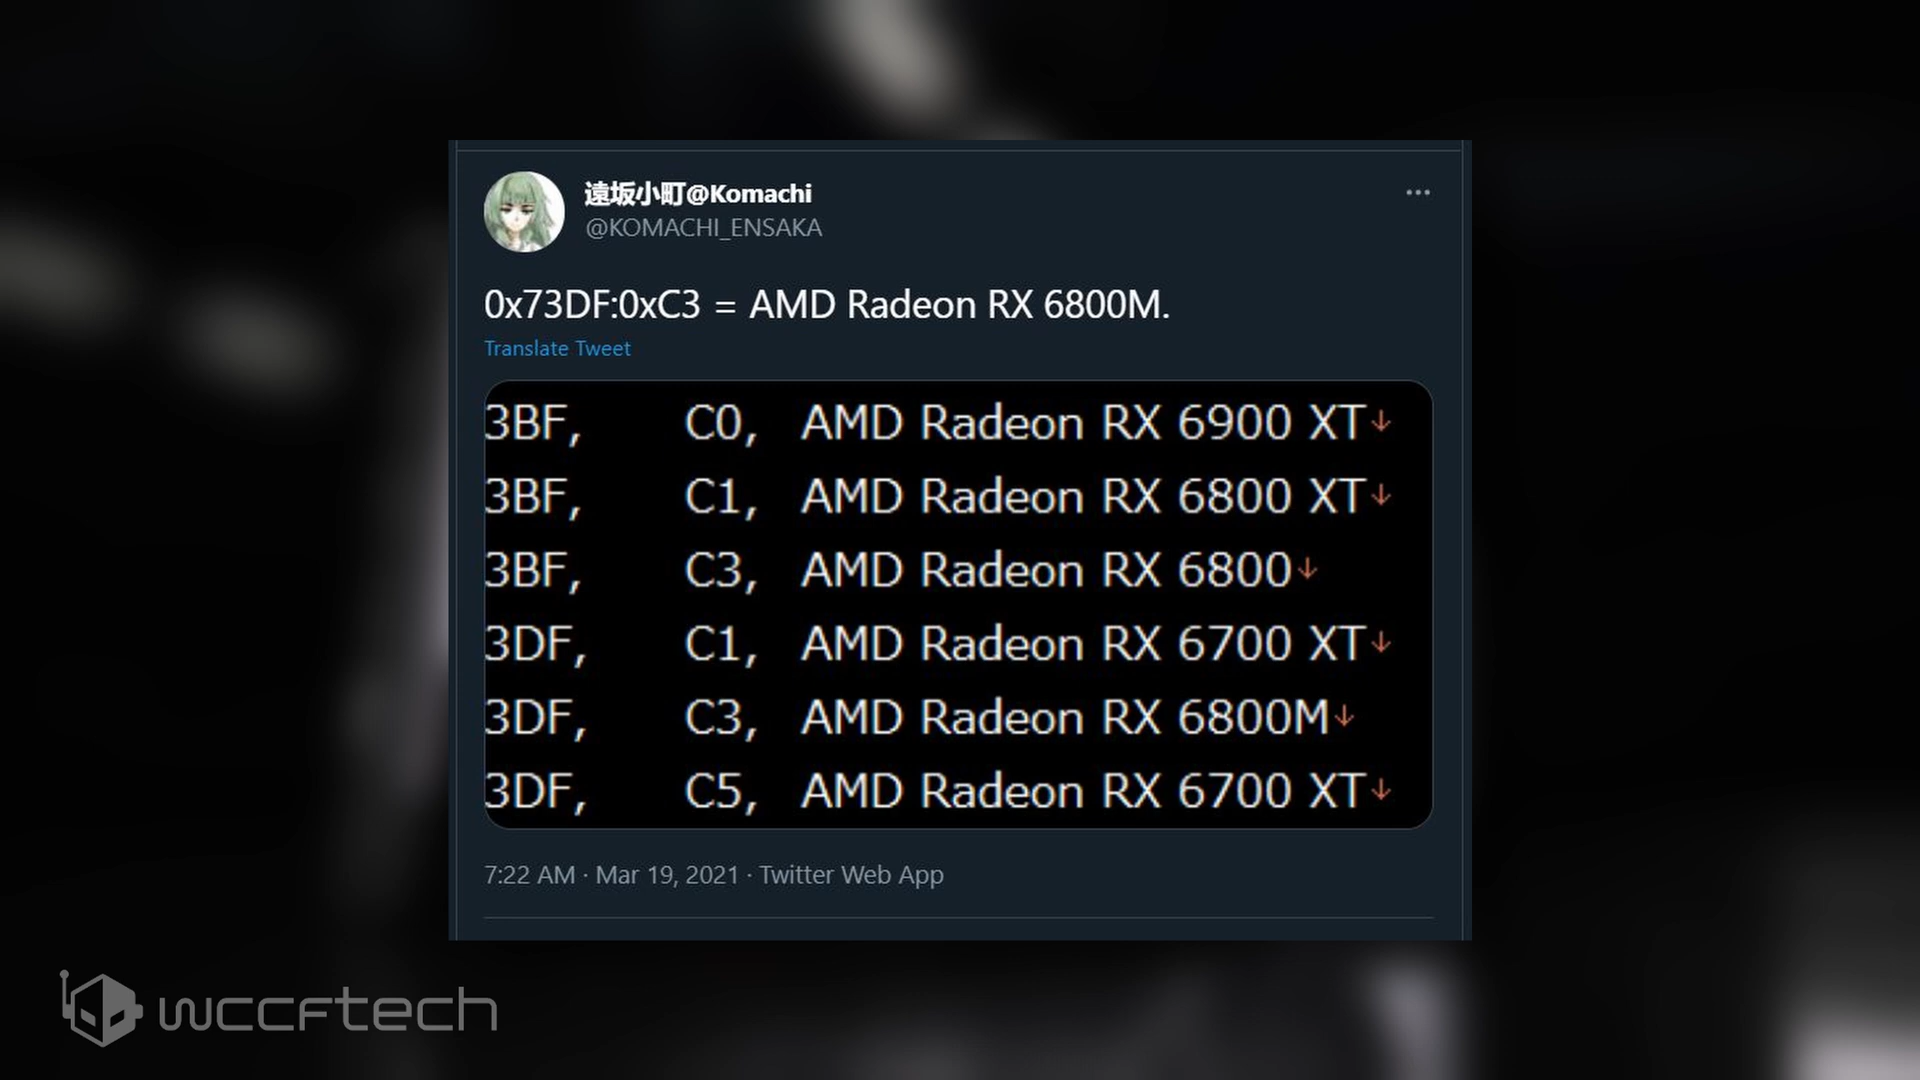 遠坂小町@Komachi
@KOMACHI_ENSAKA
0x73DF:0xC3 = AMD Radeon RX 6800M.
Translate Tweet
3BF, C0, AMD Radeon RX 6900 XT↓
3BF, C1, AMD Radeon RX 6800 XT↓
3BF, C3, AMD Radeon RX 6800↓
3DF, C1, AMD Radeon RX 6700 XT↓
3DF, C3, AMD Radeon RX 6800M↓
3DF, C5, AMD Radeon RX 6700 XT↓
7:22 AM · Mar 19, 2021 · Twitter Web App
wccftech